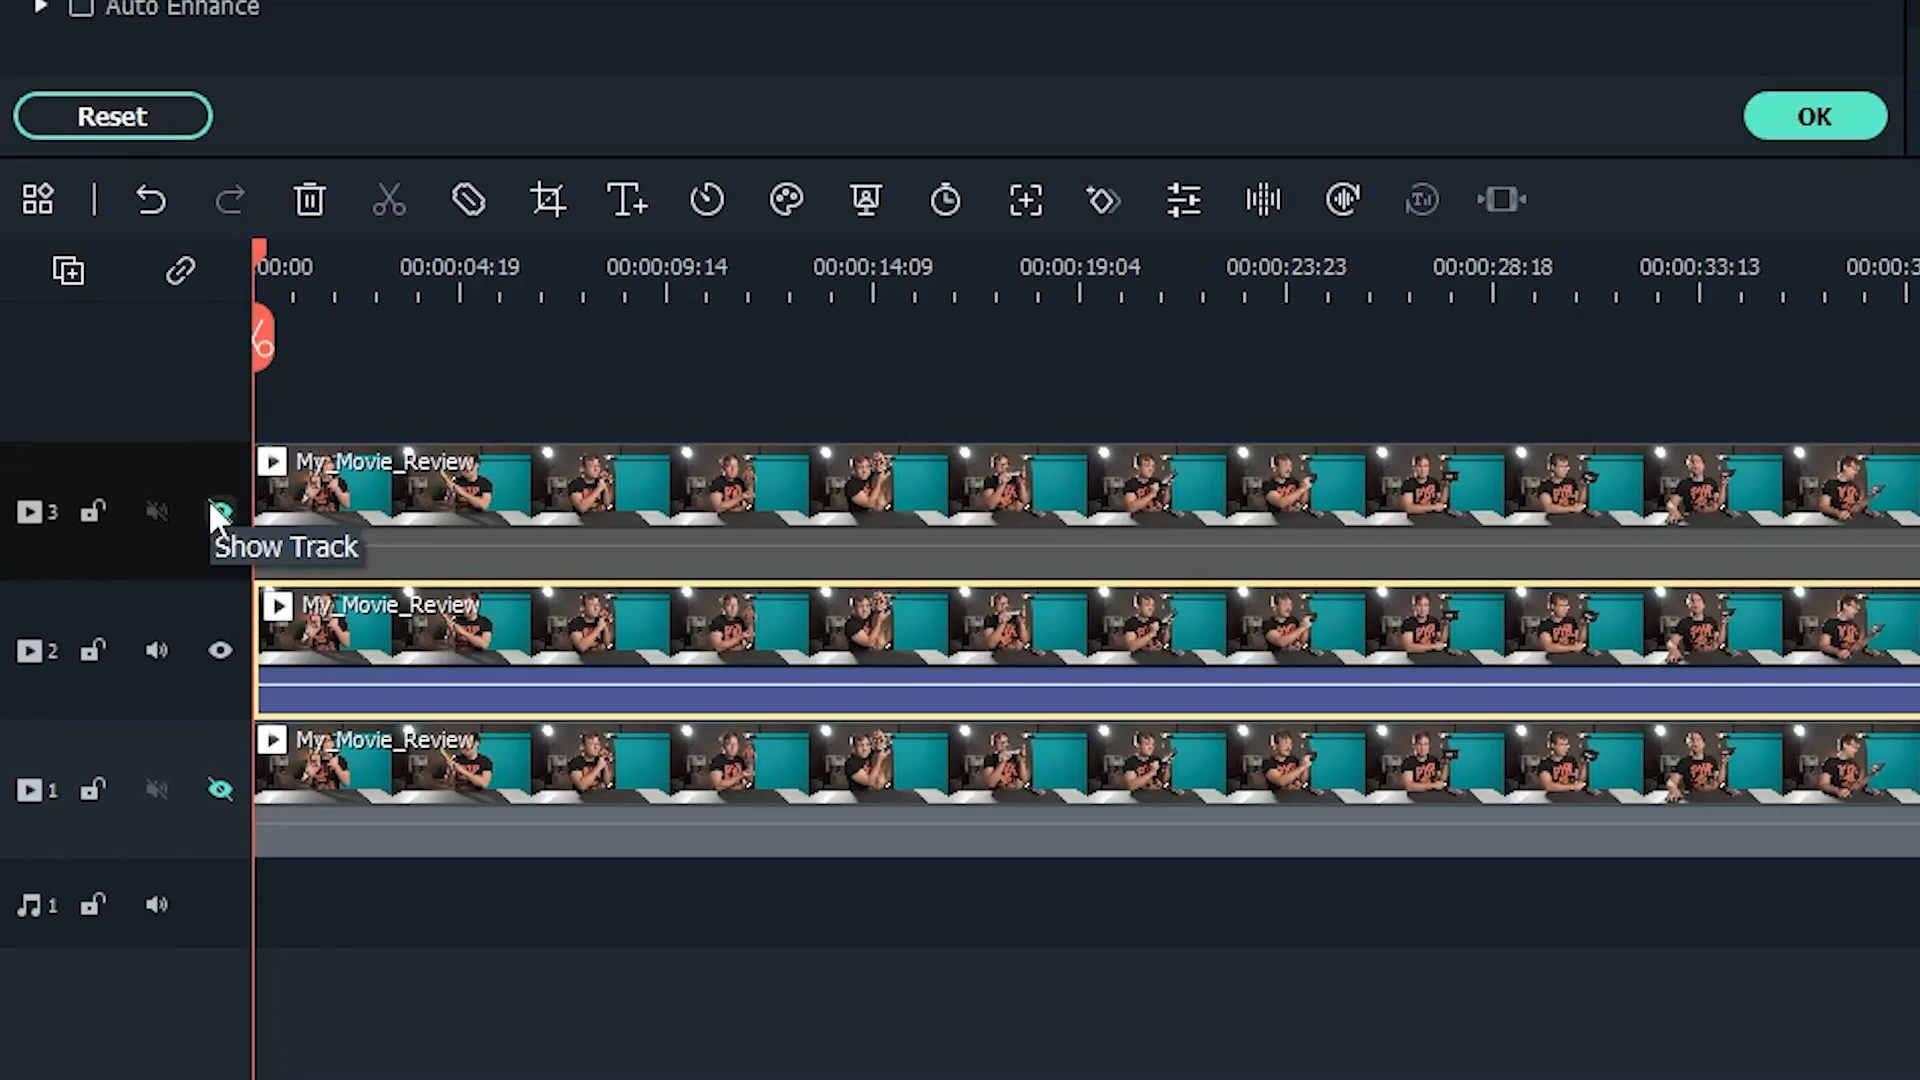 Auto Enhance
Reset
OK
00:00 00:00:04:19 00:00:09:14 00:00:14:09 00:00:19:04 00:00:23:23 00:00:28:18 00:00:33:13 00:00:3
My_Movie_Review
3
Show Track
My_Movie_Review
2
My_Movie_Review
1
1